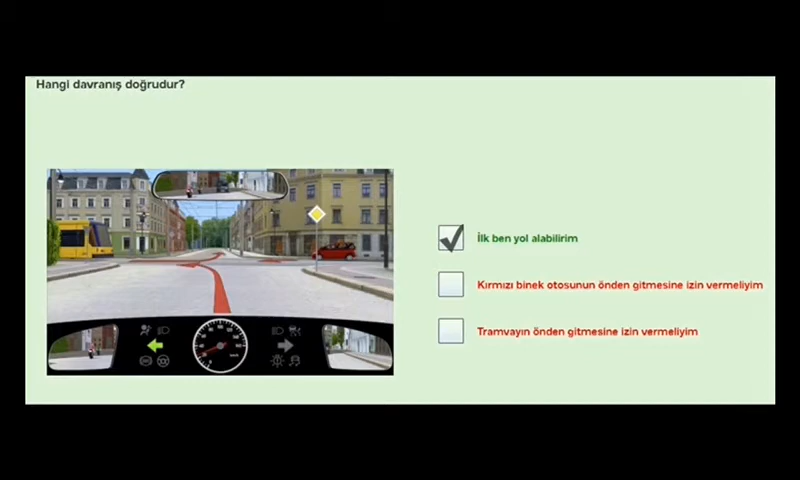 Hangi davranış doğrudur?
İlk ben yol alabilirim
Kırmızı binek otosunun önden gitmesine izin vermeliyim
Tramvayın önden gitmesine izin vermeliyim